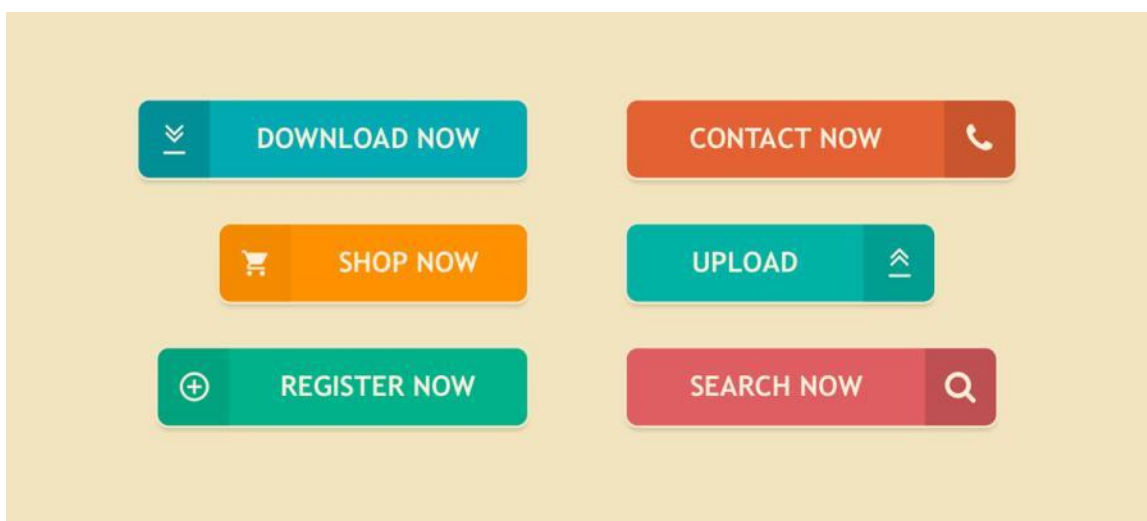 DOWNLOAD NOW
CONTACT NOW
SHOP NOW
UPLOAD
REGISTER NOW
SEARCH NOW